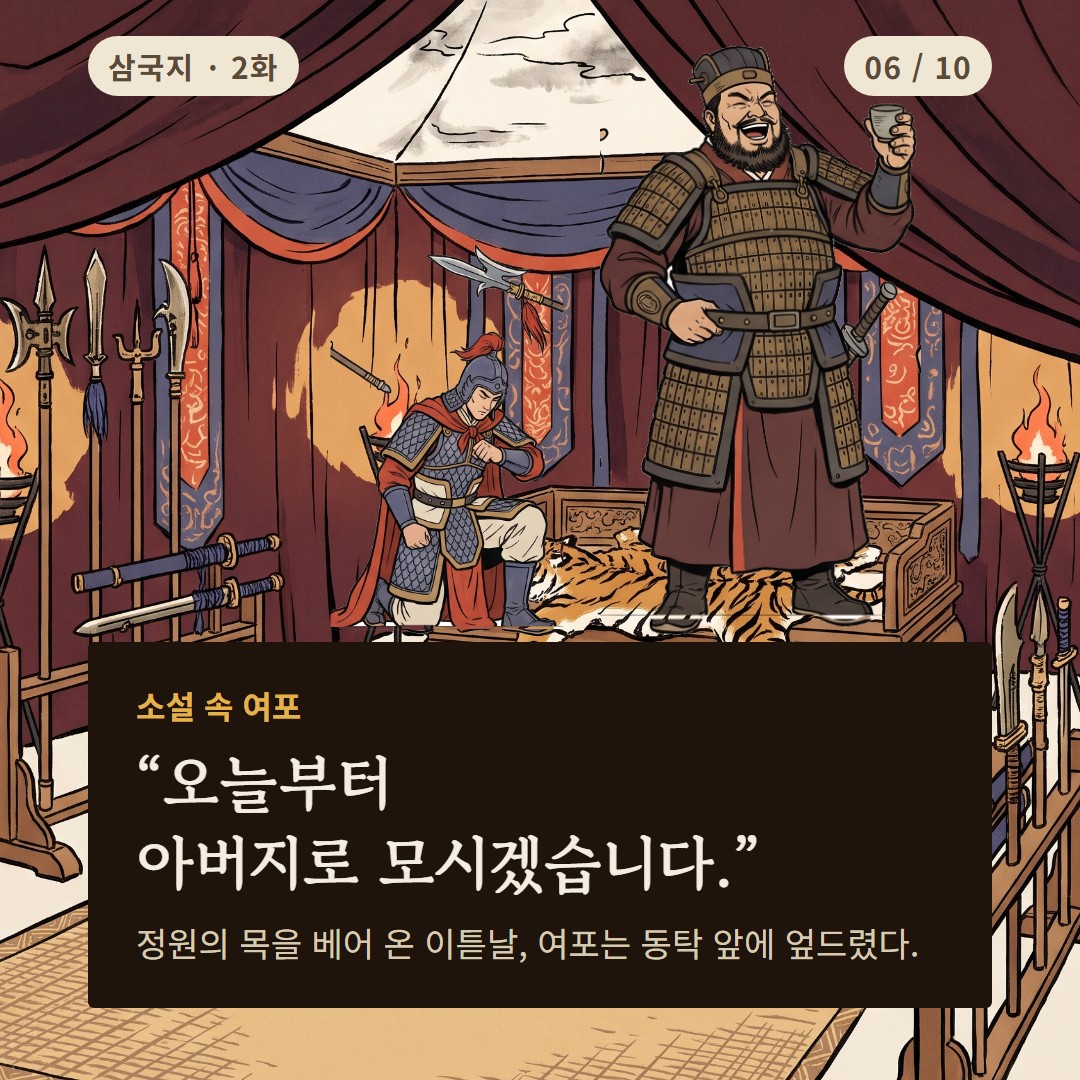 삼국지 · 2화
06 / 10
소설 속 여포
“오늘부터
아버지로 모시겠습니다.”
정원의 목을 베어 온 이튿날, 여포는 동탁 앞에 엎드렸다.